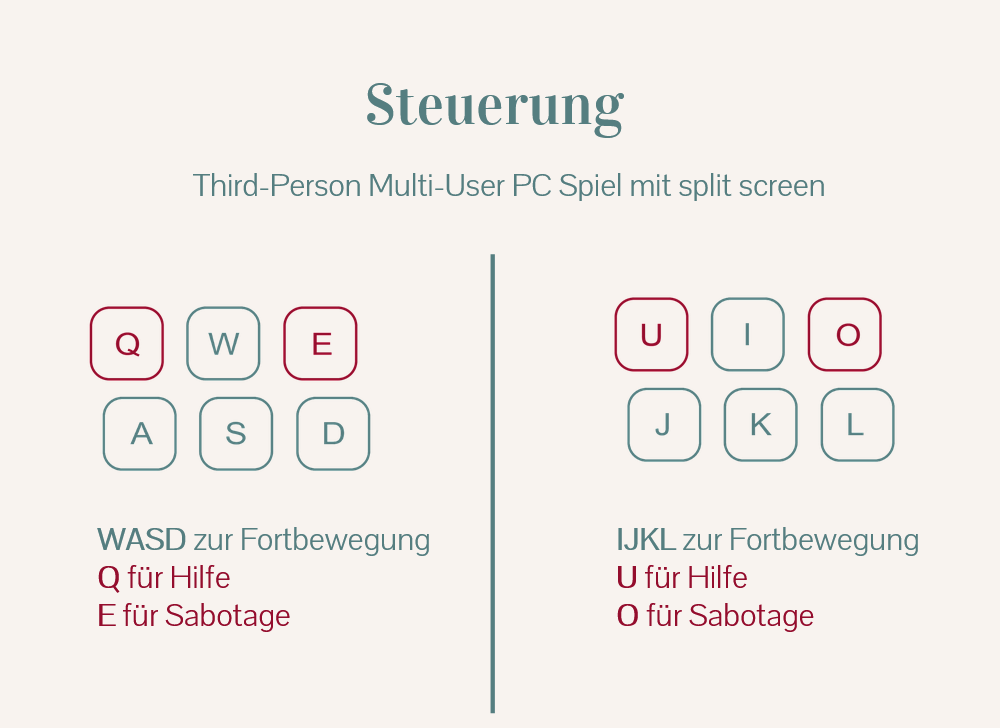 Steuerung
Third-Person Multi-User PC Spiel mit split screen
Q W E
A S D
WASD zur Fortbewegung
Q für Hilfe
E für Sabotage
U I O
J K L
IJKL zur Fortbewegung
U für Hilfe
O für Sabotage